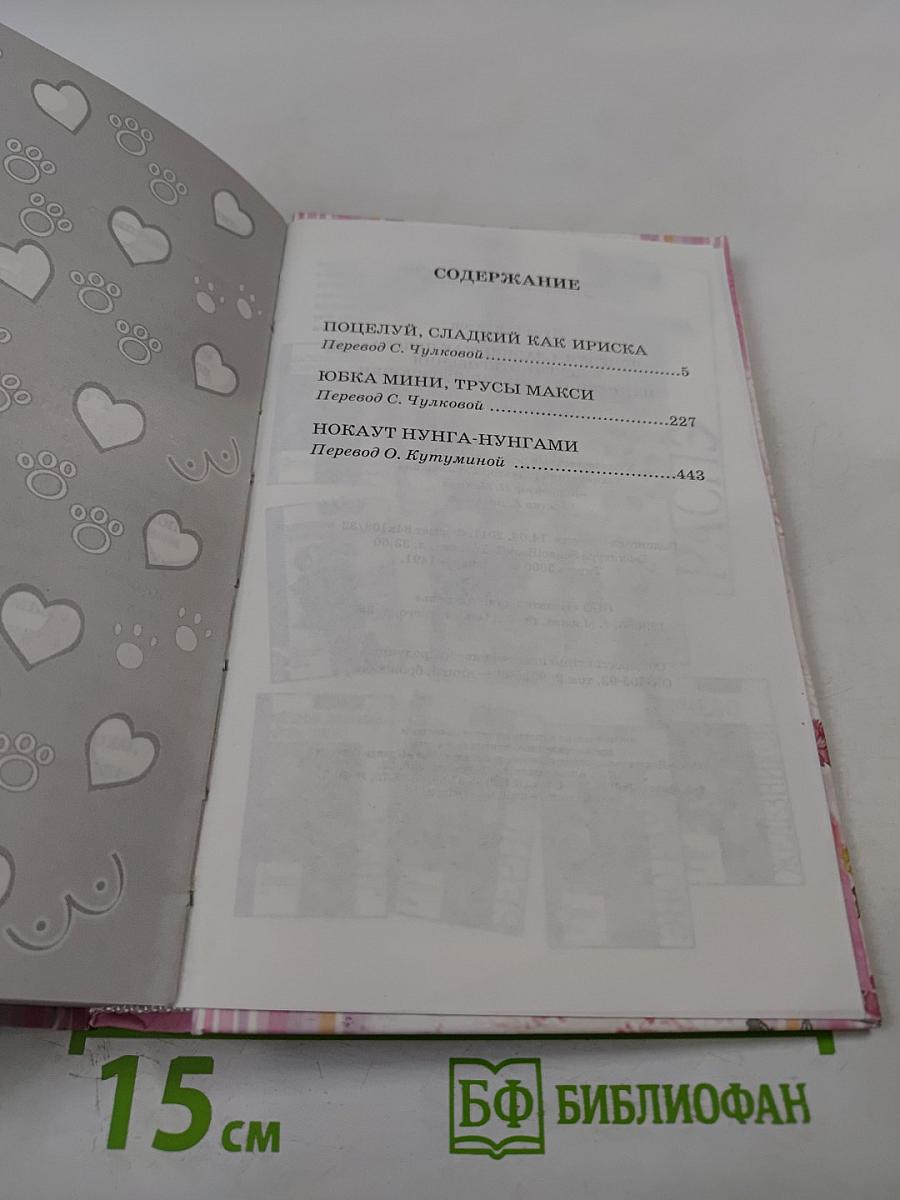 СОДЕРЖАНИЕ
ПОЦЕЛУЙ, СЛАДКИЙ КАК ИРИСКА
Перевод С. Чулковой......................................5
ЮБКА МИНИ, ТРУСЫ МАКСИ
Перевод С. Чулковой ...................................227
НОКАУТ НУНГА-НУНГАМИ
Перевод О. Кутуминой ................................443
15 см
БФ БИБЛИОФАН